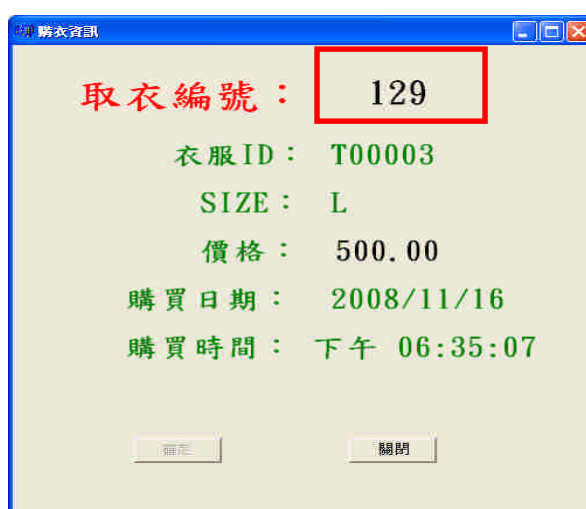 購衣資訊
取衣編號： 129
衣服ID： T00003
SIZE： L
價格： 500.00
購買日期： 2008/11/16
購買時間： 下午 06:35:07
確定 關閉